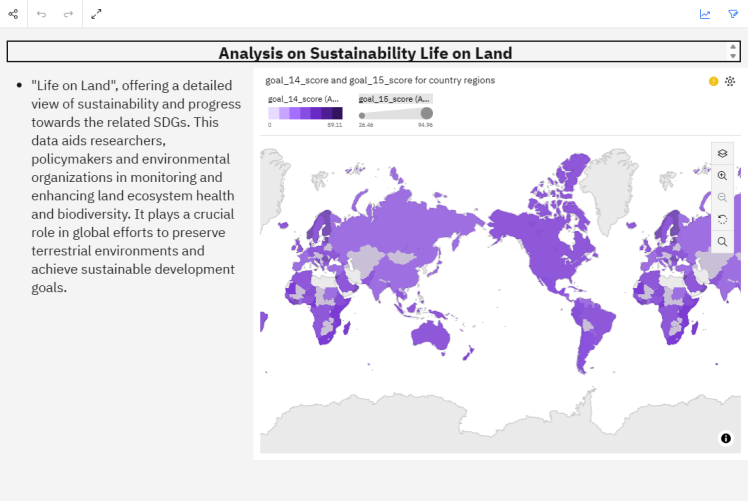 Analysis on Sustainability Life on Land
"Life on Land", offering a detailed
view of sustainability and progress
towards the related SDGs. This
data aids researchers,
policymakers and environmental
organizations in monitoring and
enhancing land ecosystem health
and biodiversity. It plays a crucial
role in global efforts to preserve
terrestrial environments and
achieve sustainable development
goals.
goal_14_score and goal_15_score for country regions
goal_14_score (A... goal_15_score (A...
0 89.11 26.46 94.96